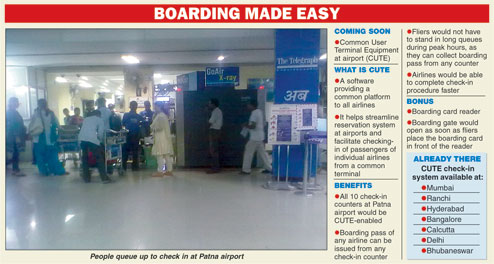 BOARDING MADE EASY
GoAir
X-ray
The Telegraph
अब
People queue up to check in at Patna airport
COMING SOON
●Common User
Terminal Equipment
at airport (CUTE)
WHAT IS CUTE
●A software
providing a
common platform
to all airlines
●It helps streamline
reservation system
at airports and
facilitate checking-
in of passengers of
individual airlines
from a common
terminal
BENEFITS
●All 10 check-in
counters at Patna
airport would be
CUTE-enabled
●Boarding pass of
any airline can be
issued from any
check-in counter
●Fliers would not have
to stand in long queues
during peak hours, as
they can collect boarding
pass from any counter
●Airlines would be able
to complete check-in
procedure faster
BONUS
●Boarding card reader
●Boarding gate would
open as soon as fliers
place the boarding card
in front of the reader
ALREADY THERE
CUTE check-in
system available at:
●Mumbai
●Ranchi
●Hyderabad
●Bangalore
●Calcutta
●Delhi
●Bhubaneswar